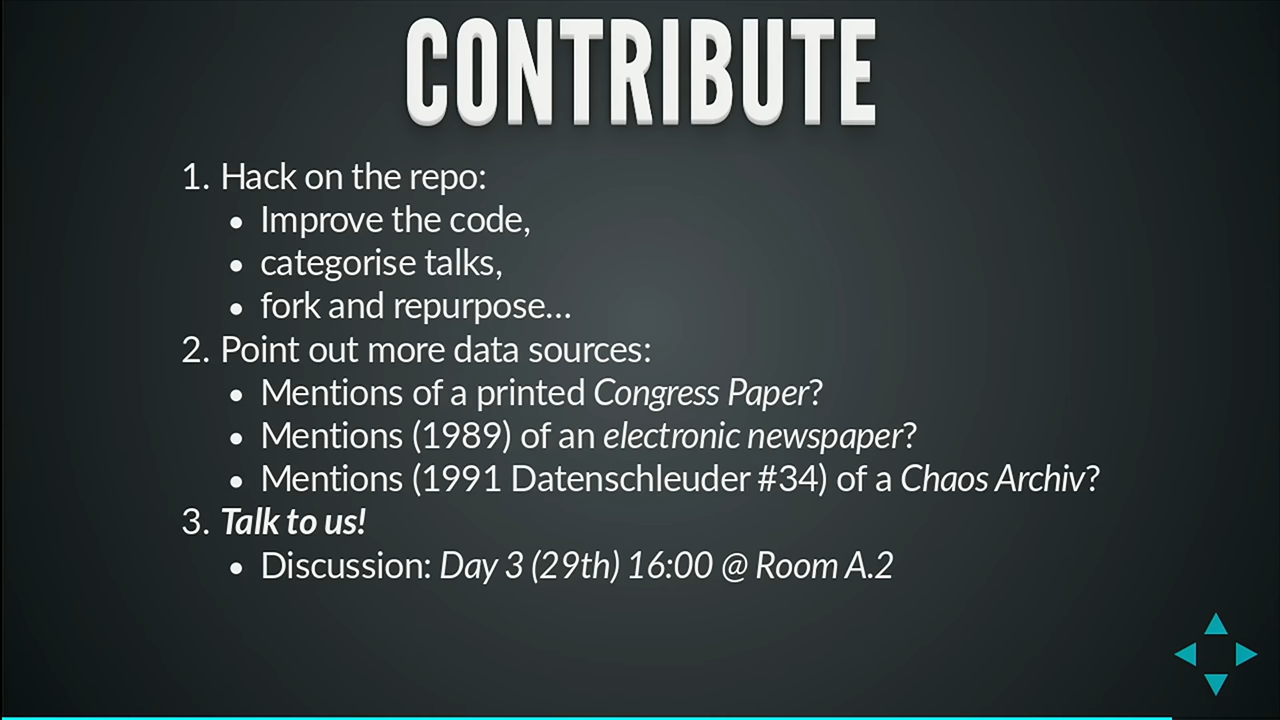 CONTRIBUTE
1. Hack on the repo:
• Improve the code,
• categorise talks,
• fork and repurpose...
2. Point out more data sources:
• Mentions of a printed Congress Paper?
• Mentions (1989) of an electronic newspaper?
• Mentions (1991 Datenschleuder #34) of a Chaos Archiv?
3. Talk to us!
• Discussion: Day 3 (29th) 16:00 @ Room A.2